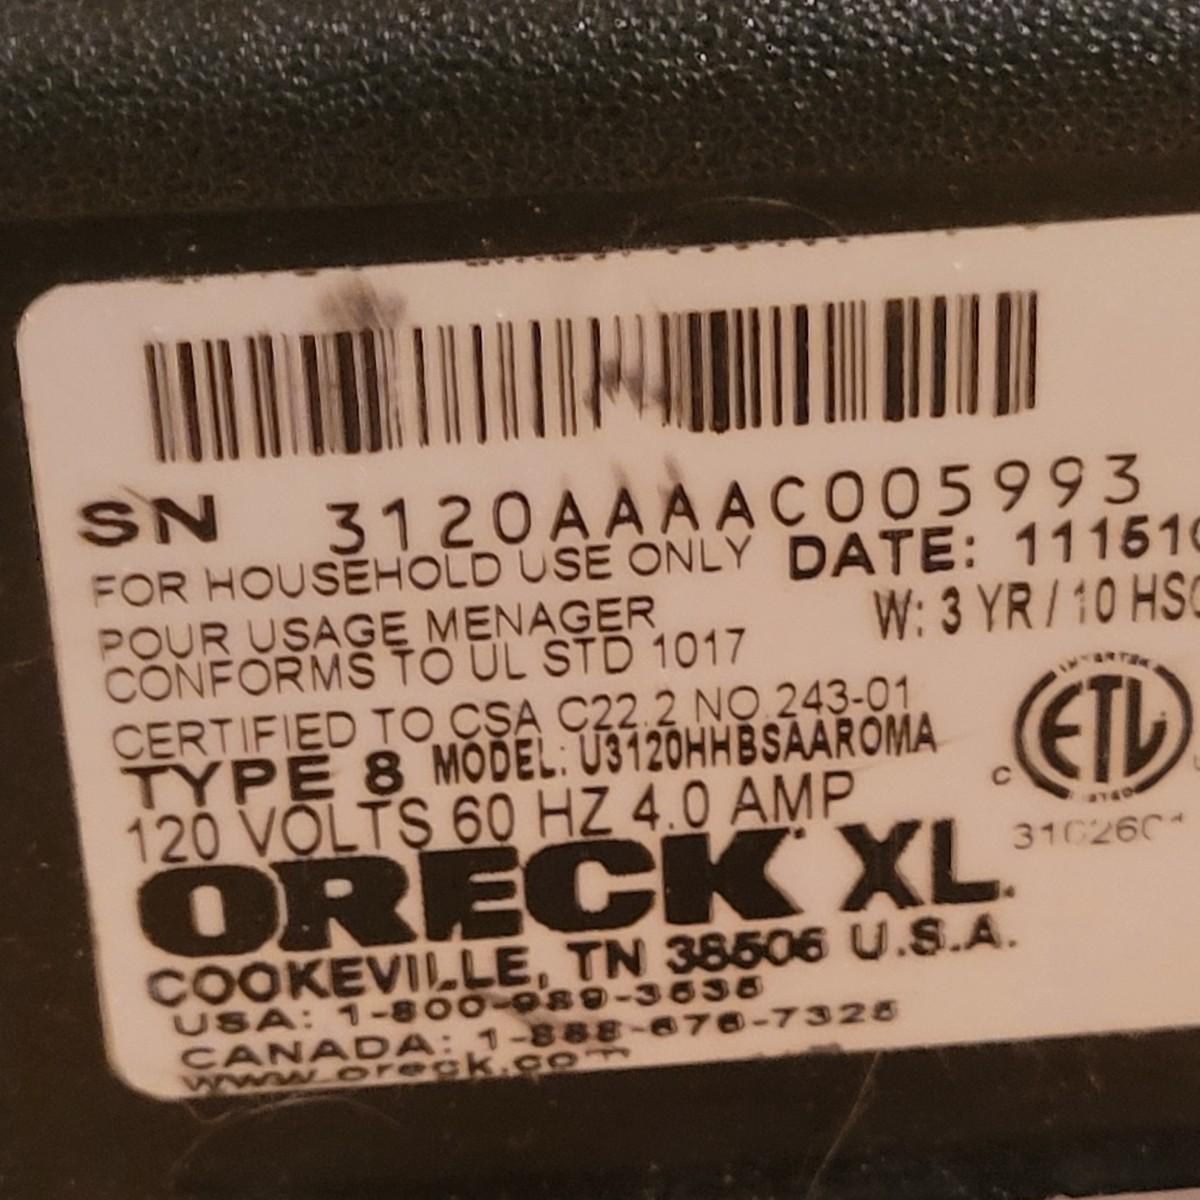 SN 3120AAAAC005993
FOR HOUSEHOLD USE ONLY DATE:
POUR USAGE MENAGER W: 3 YR / 10
CONFORMS TO UL STD 1017
CERTIFIED TO CSA C22.2 NO.243-01
TYPE 8 MODEL: U3120HHBSAAROMA
C ETL
INTERTEK
120 VOLTS 60 HZ 4.0 AMP
ORECK XL
COOKEVILLE, TN 38506 U.S.A.
USA: 1-800-989-3535
CANADA: 1-888-676-7325
www.oreck.com